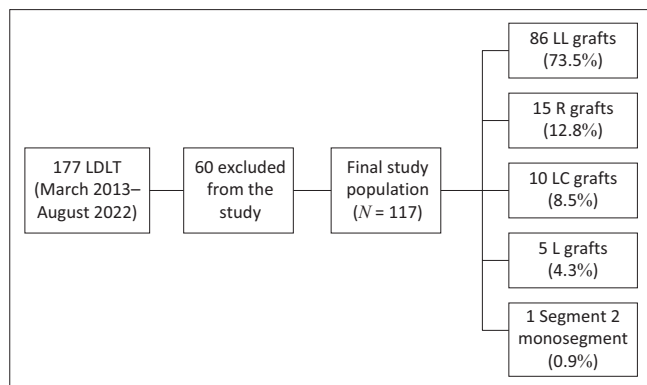 177 LDLT
(March 2013–
August 2022)
60 excluded
from the
study
Final study
population
(N = 117)
86 LL grafts
(73.5%)
15 R grafts
(12.8%)
10 LC grafts
(8.5%)
5 L grafts
(4.3%)
1 Segment 2
monosegment
(0.9%)